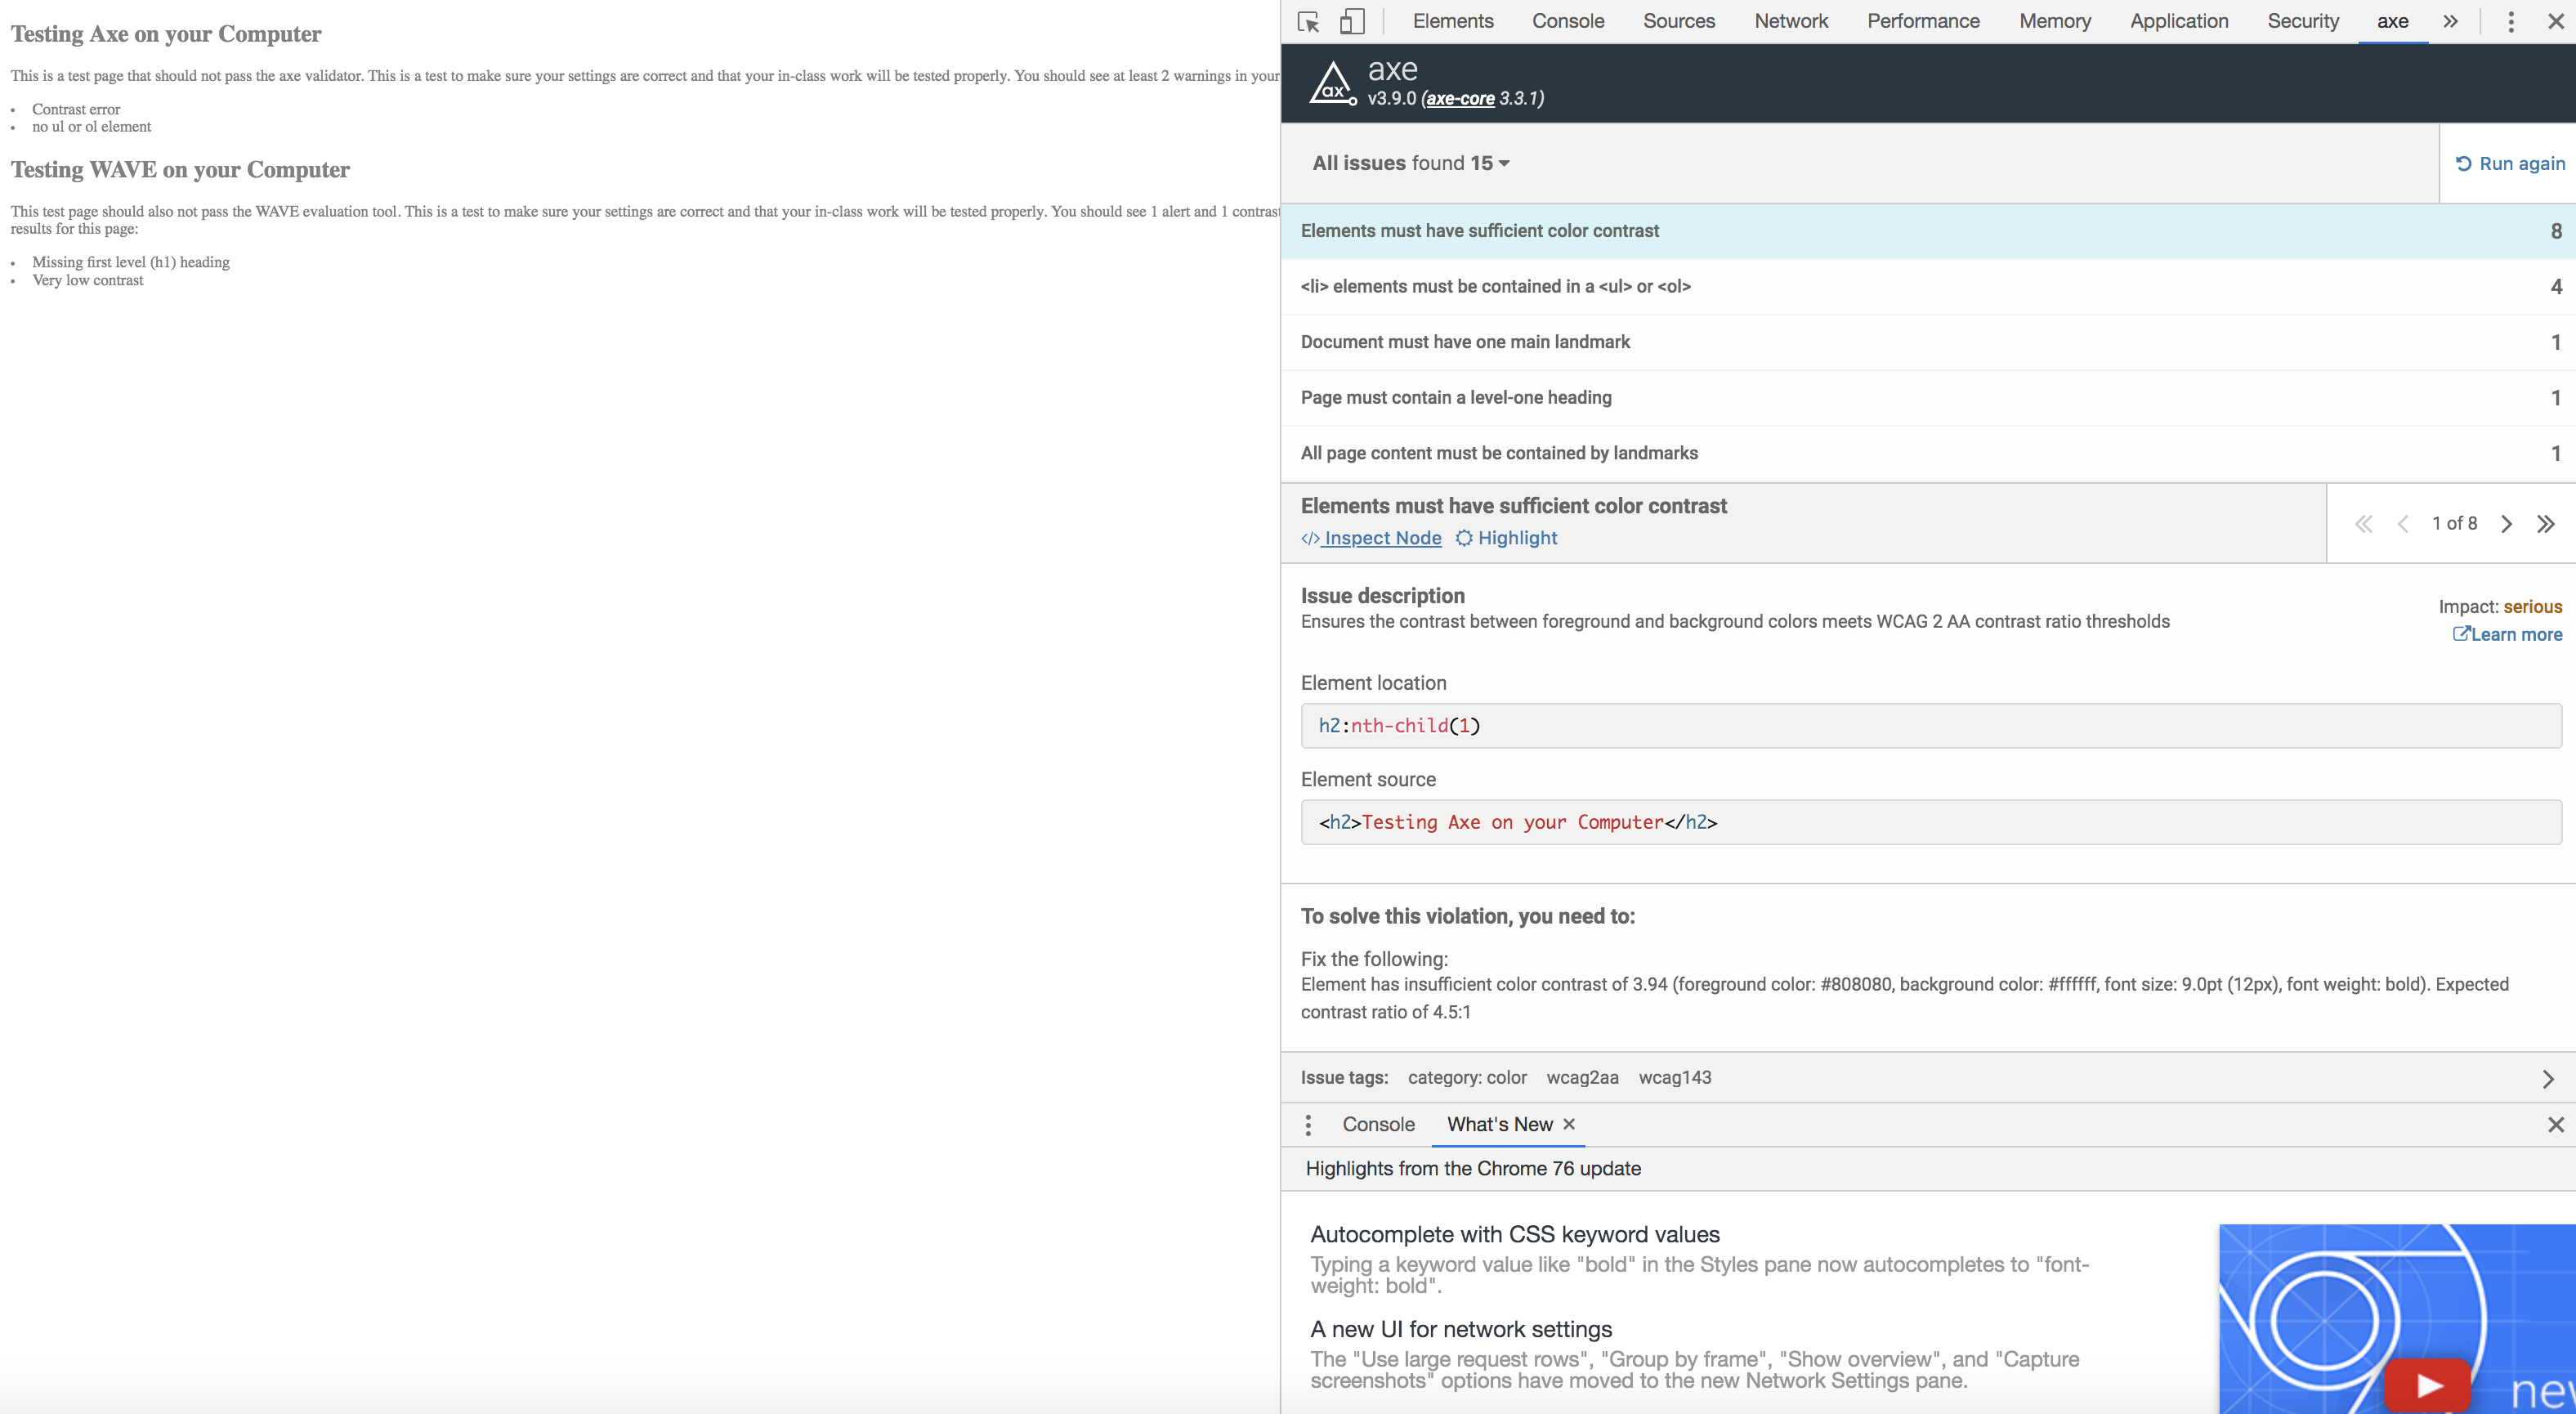 Testing Axe on your Computer
This is a test page that should not pass the axe validator. This is a test to make sure your settings are correct and that your in-class work will be tested properly. You should see at least 2 warnings in your
• Contrast error
• no ul or ol element
Testing WAVE on your Computer
This test page should also not pass the WAVE evaluation tool. This is a test to make sure your settings are correct and that your in-class work will be tested properly. You should see 1 alert and 1 contrast
results for this page:
• Missing first level (h1) heading
• Very low contrast
Elements Console Sources Network Performance Memory Application Security axe
ax
axe
v3.9.0 (axe-core 3.3.1)
All issues found 15
Run again
Elements must have sufficient color contrast 8
<li> elements must be contained in a <ul> or <ol> 4
Document must have one main landmark 1
Page must contain a level-one heading 1
All page content must be contained by landmarks 1
Elements must have sufficient color contrast
</> Inspect Node Highlight
1 of 8
Issue description
Ensures the contrast between foreground and background colors meets WCAG 2 AA contrast ratio thresholds
Impact: serious
Learn more
Element location
h2:nth-child(1)
Element source
<h2>Testing Axe on your Computer</h2>
To solve this violation, you need to:
Fix the following:
Element has insufficient color contrast of 3.94 (foreground color: #808080, background color: #ffffff, font size: 9.0pt (12px), font weight: bold). Expected
contrast ratio of 4.5:1
Issue tags: category: color wcag2aa wcag143
Console What's New
Highlights from the Chrome 76 update
Autocomplete with CSS keyword values
Typing a keyword value like "bold" in the Styles pane now autocompletes to "font-
weight: bold".
A new UI for network settings
The "Use large request rows", "Group by frame", "Show overview", and "Capture
screenshots" options have moved to the new Network Settings pane.